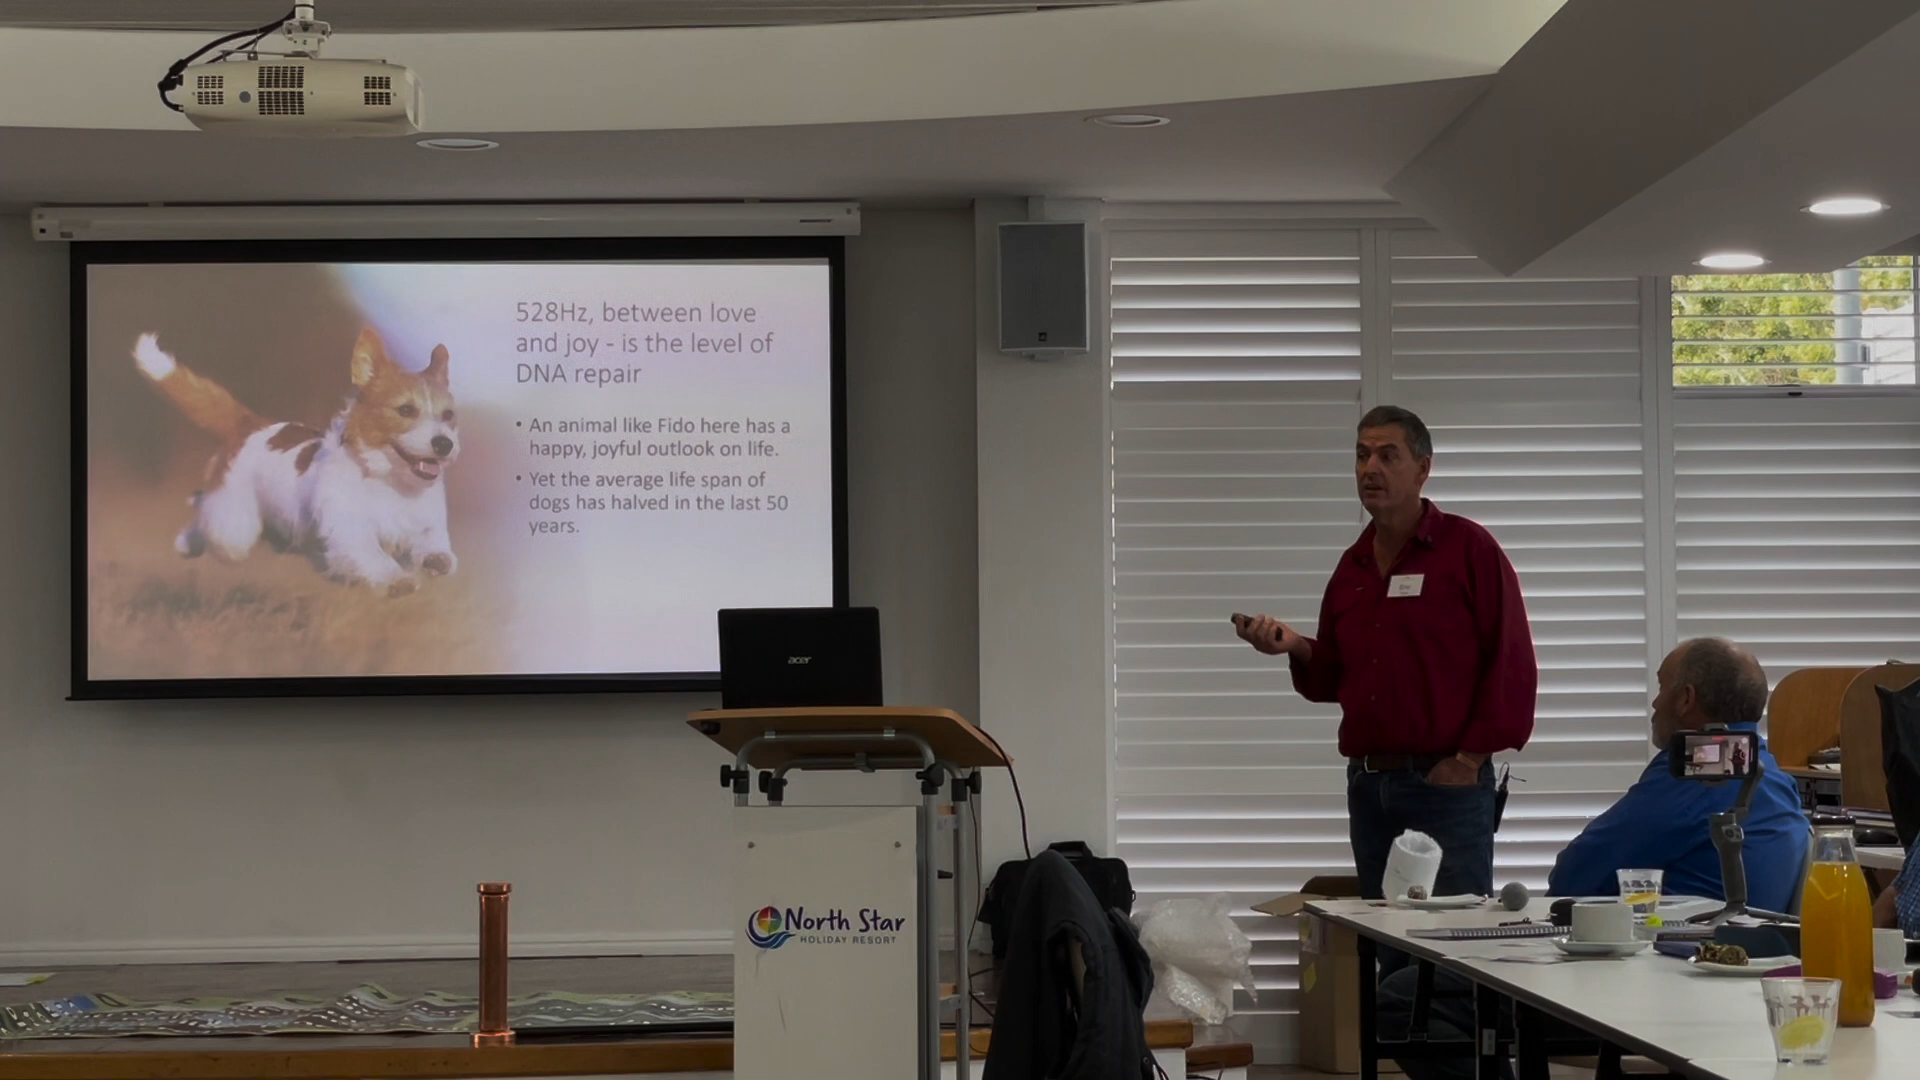 528Hz, between love
and joy - is the level of
DNA repair
• An animal like Fido here has a
happy, joyful outlook on life.
• Yet the average life span of
dogs has halved in the last 50
years.
acer
North Star
HOLIDAY RESORT